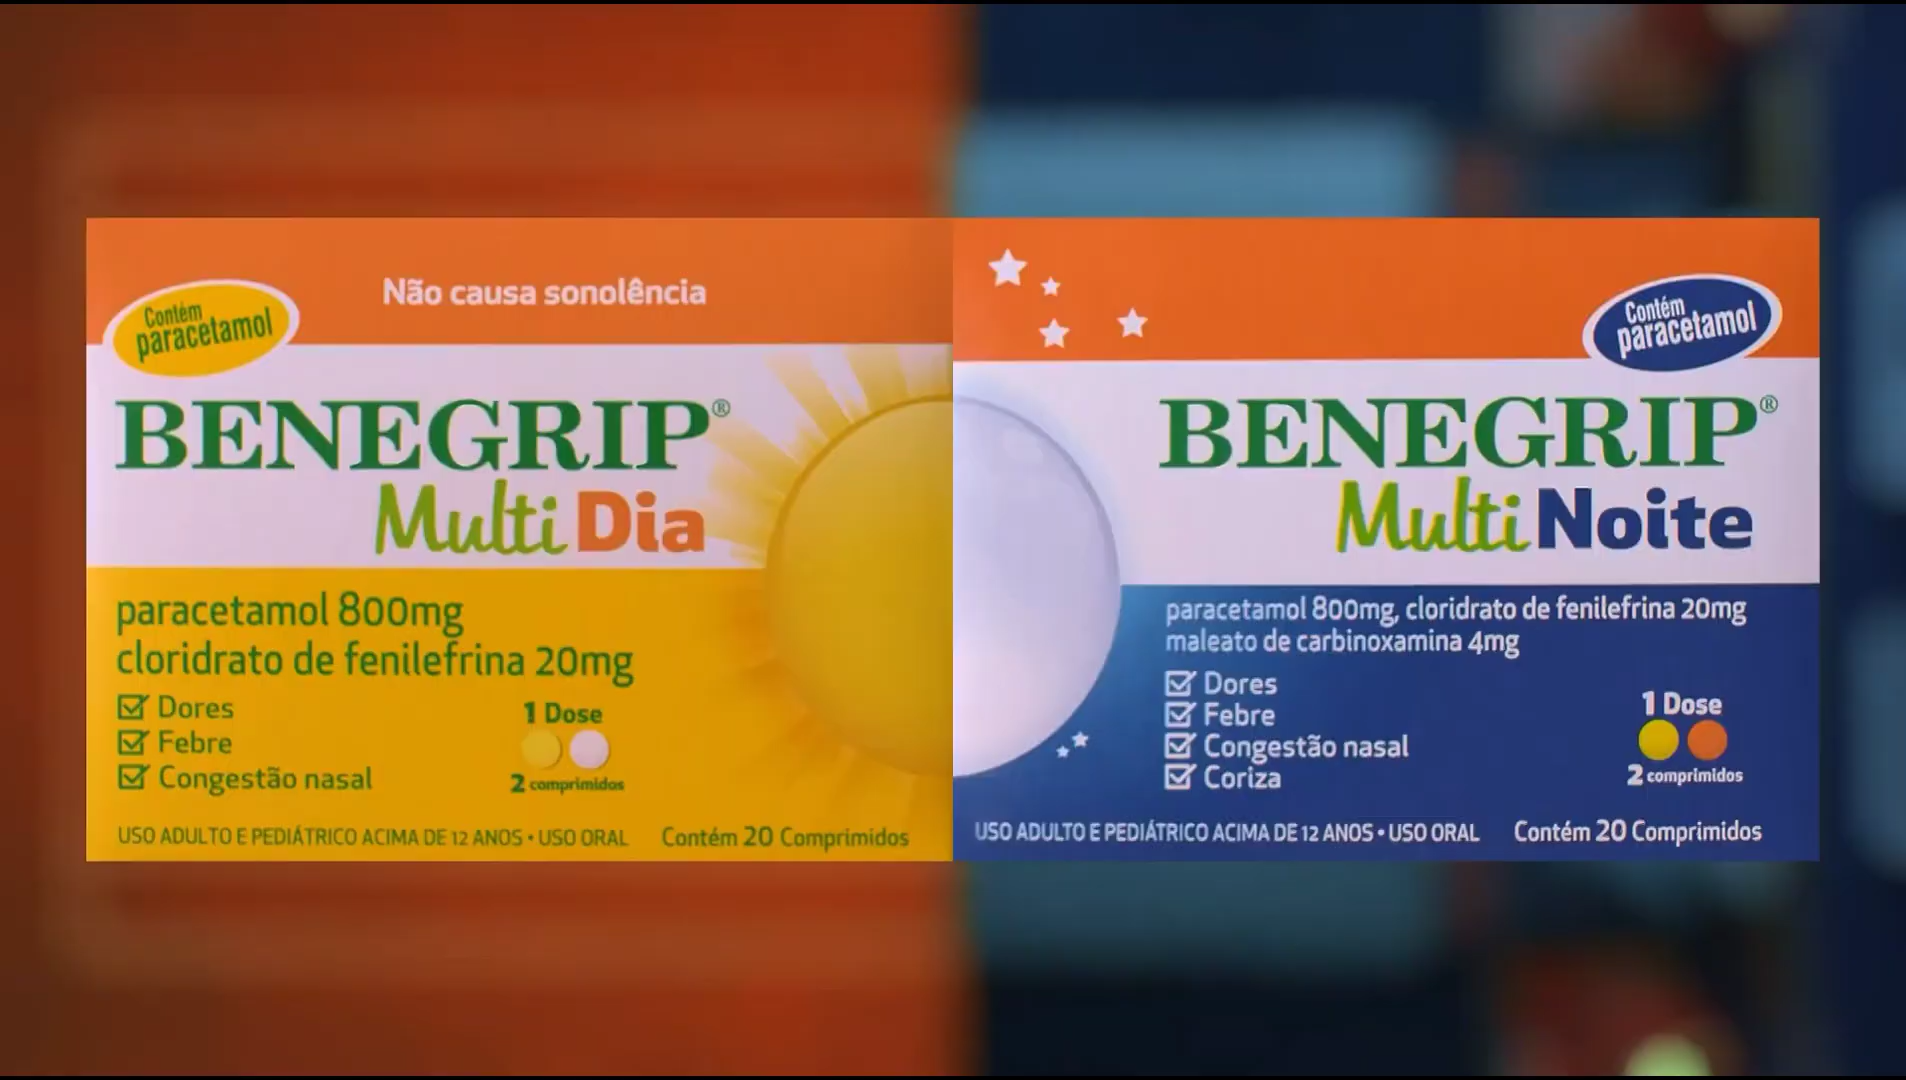 Não causa sonolência
Contém
paracetamol
BENEGRIP®
Multi Dia
paracetamol 800mg
cloridrato de fenilefrina 20mg
Dores
Febre
Congestão nasal
1 Dose
2 comprimidos
USO ADULTO E PEDIÁTRICO ACIMA DE 12 ANOS • USO ORAL
Contém 20 Comprimidos
Contém
paracetamol
BENEGRIP®
Multi Noite
paracetamol 800mg, cloridrato de fenilefrina 20mg
maleato de carbinoxamina 4mg
Dores
Febre
Congestão nasal
Coriza
1 Dose
2 comprimidos
USO ADULTO E PEDIÁTRICO ACIMA DE 12 ANOS • USO ORAL
Contém 20 Comprimidos